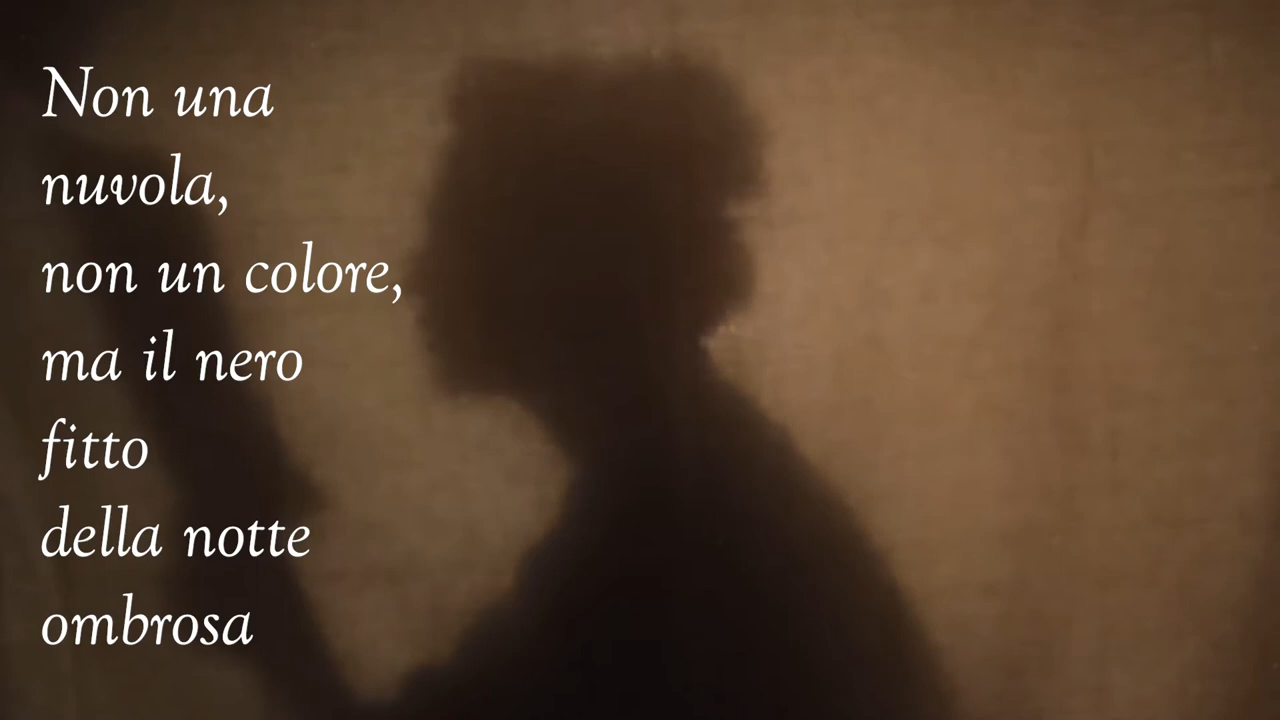 Non una
nuvola,
non un colore,
ma il nero
fitto
della notte
ombrosa